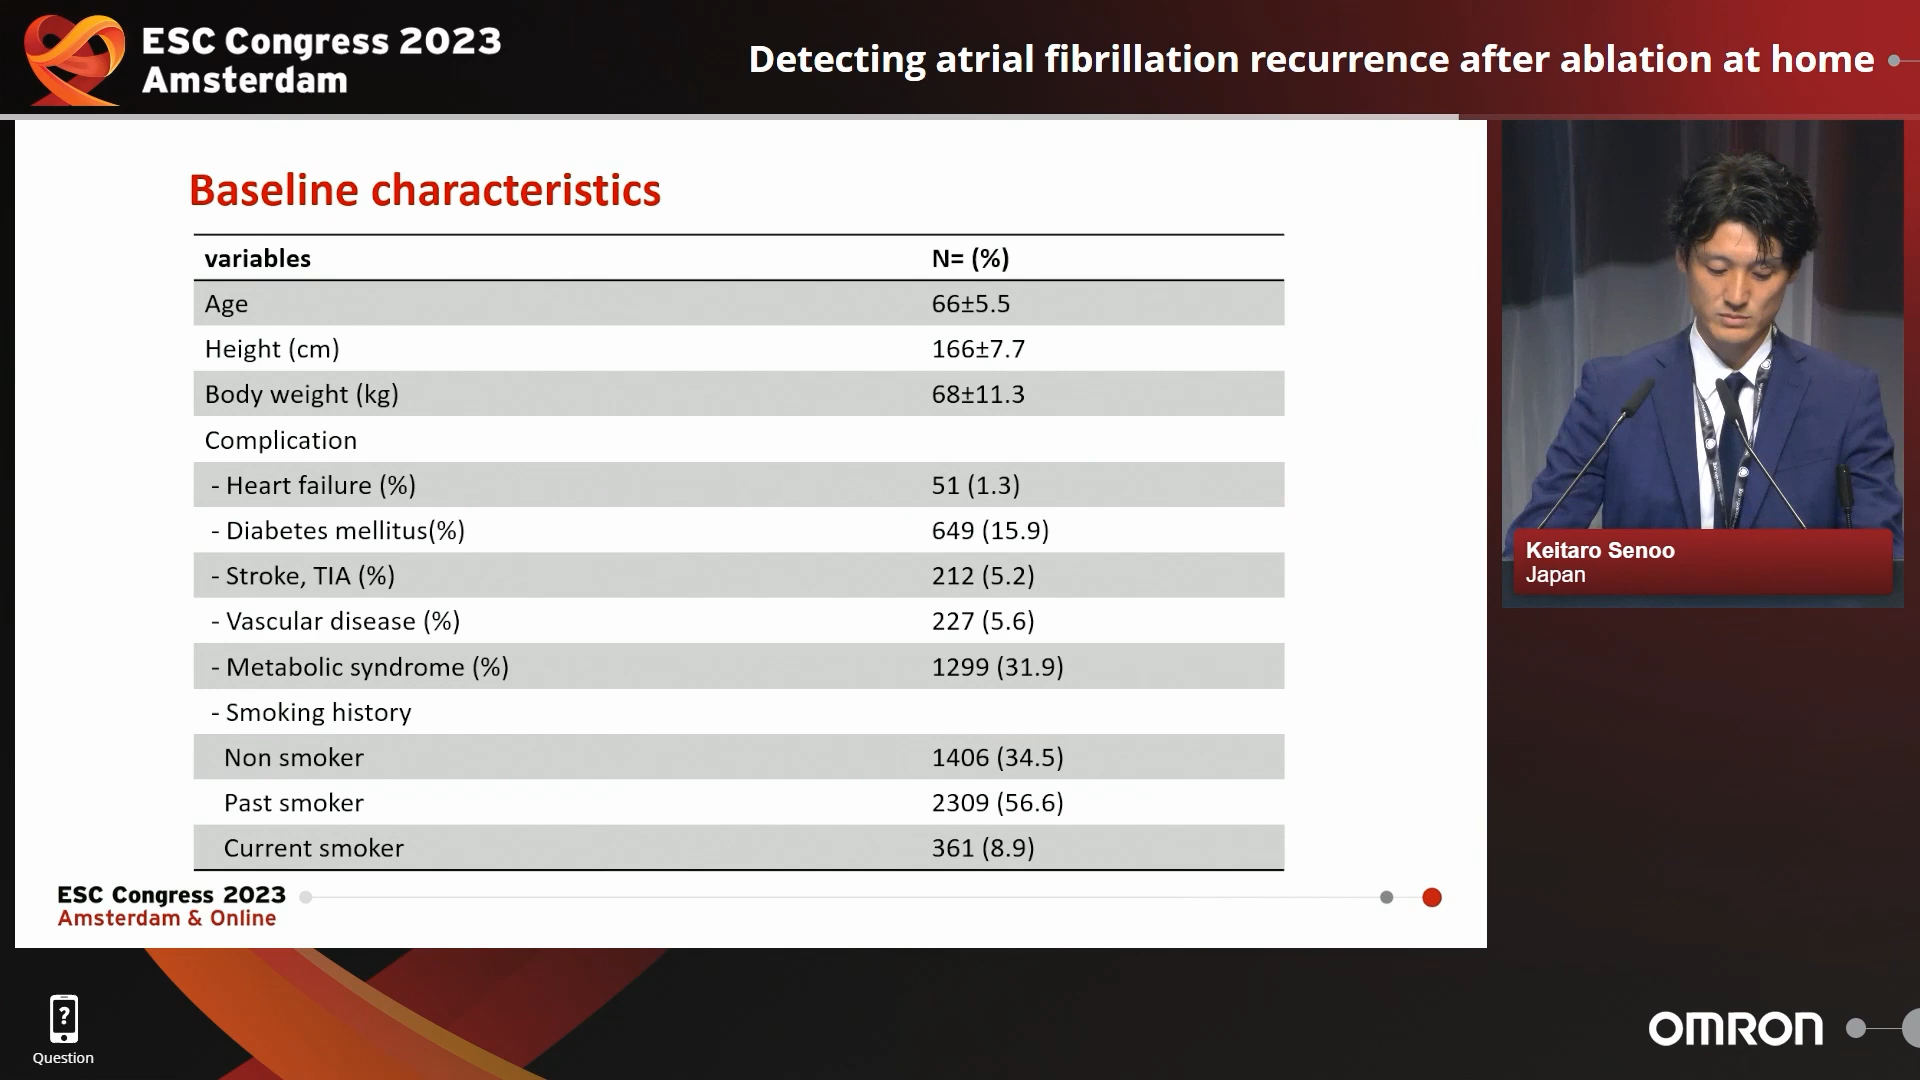 ESC Congress 2023
Amsterdam
Detecting atrial fibrillation recurrence after ablation at home
Baseline characteristics
variables N= (%)
Age 66±5.5
Height (cm) 166±7.7
Body weight (kg) 68±11.3
Complication
- Heart failure (%) 51 (1.3)
- Diabetes mellitus(%) 649 (15.9)
- Stroke, TIA (%) 212 (5.2)
- Vascular disease (%) 227 (5.6)
- Metabolic syndrome (%) 1299 (31.9)
- Smoking history
Non smoker 1406 (34.5)
Past smoker 2309 (56.6)
Current smoker 361 (8.9)
ESC Congress 2023
Amsterdam & Online
Keitaro Senoo
Japan
?
Question
OMRON